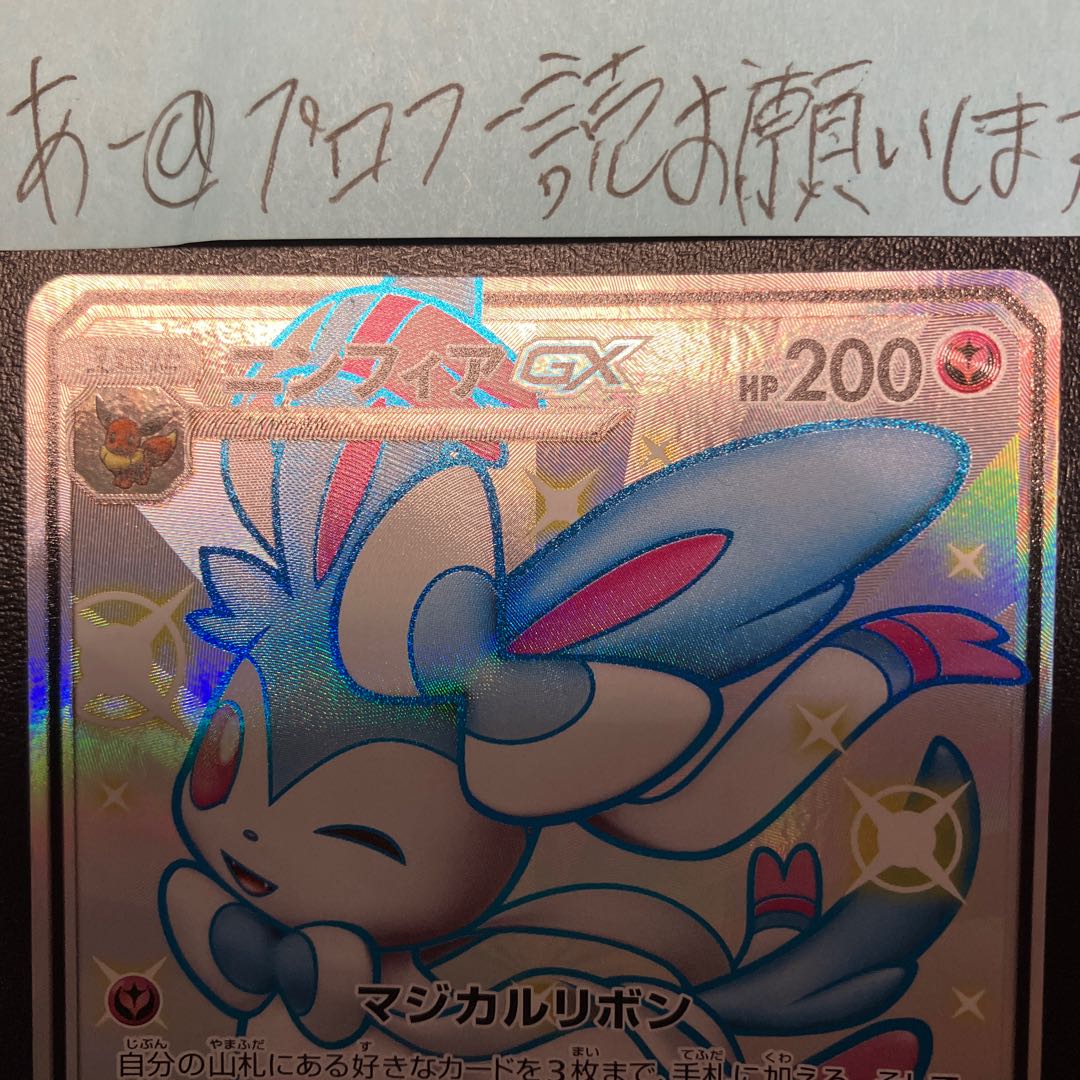 あー@プロフ読お願いします
ニンフィアGX HP200
マジカルリボン
じぶん やまふだ す まい てふだ くわ
自分の山札にある好きなカードを3枚まで、手札に加える。そして